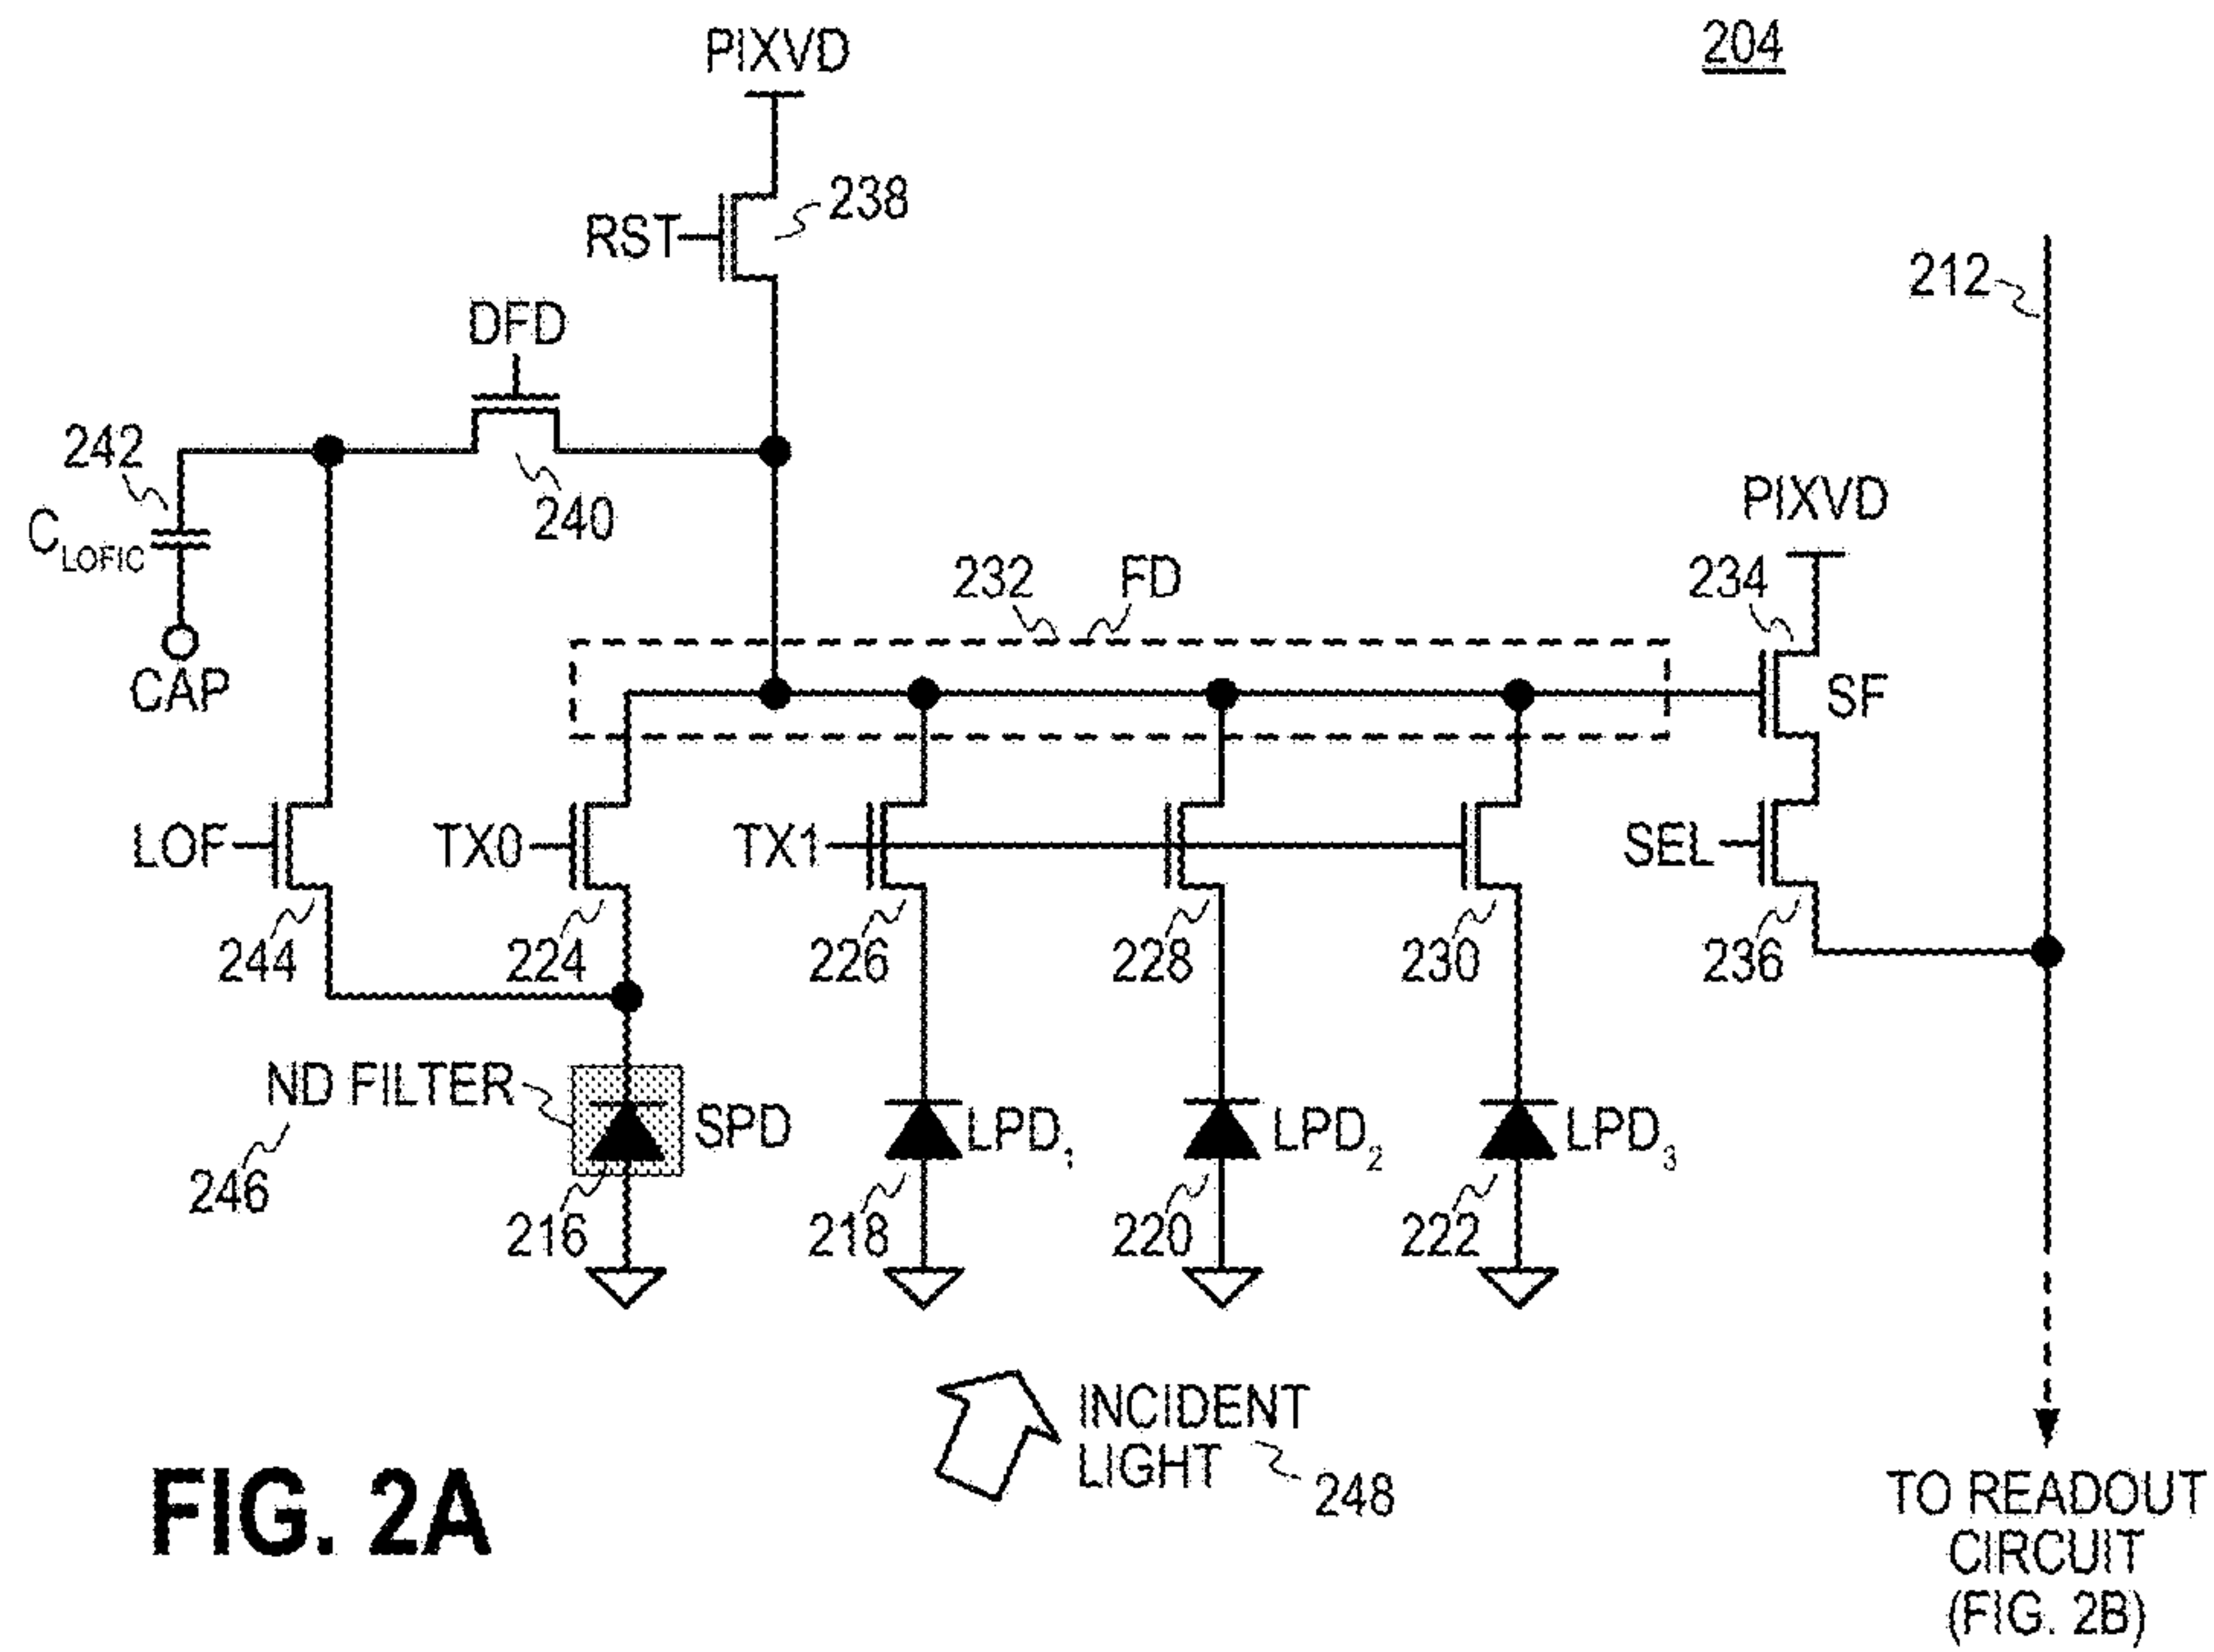 204
PIXVD
RST
238
212
DFD
242
240
C_LOFIC
CAP
PIXVD
232
FD
234
SF
LOF
TX0
TX1
SEL
244
224
226
228
230
236
ND FILTER
SPD
LPD₁
LPD₂
LPD₃
246
216
218
220
222
INCIDENT
LIGHT
248
FIG. 2A
TO READOUT
CIRCUIT
(FIG. 2B)